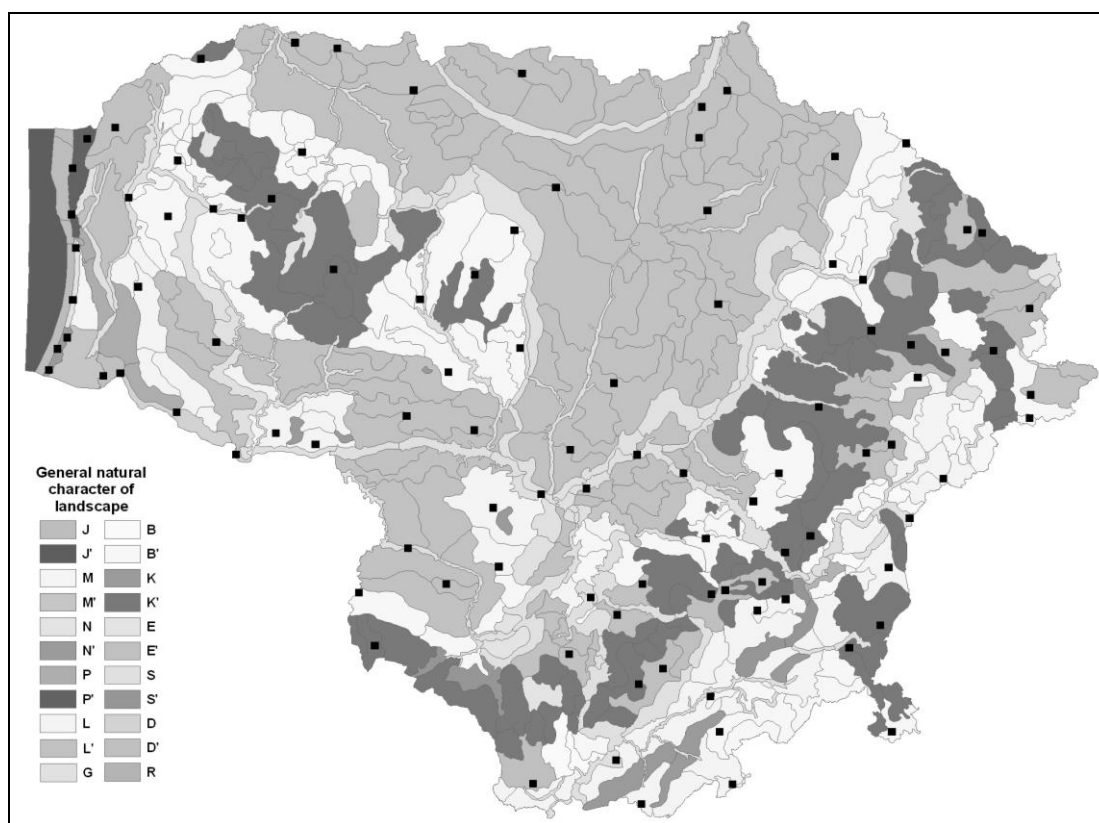 General natural
character of
landscape
J B
J' B'
M K
M' K'
N E
N' E'
P S
P' S'
L D
L' D'
G R